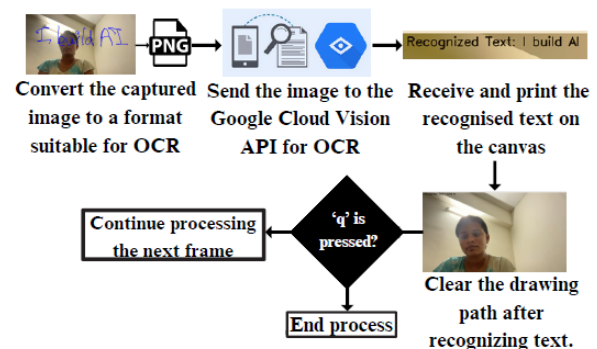 I build AI
PNG
Recognized Text: I build AI
Convert the captured
image to a format
suitable for OCR
Send the image to the
Google Cloud Vision
API for OCR
Receive and print the
recognised text on
the canvas
‘q’ is
pressed?
Continue processing
the next frame
Clear the drawing
path after
recognizing text.
End process